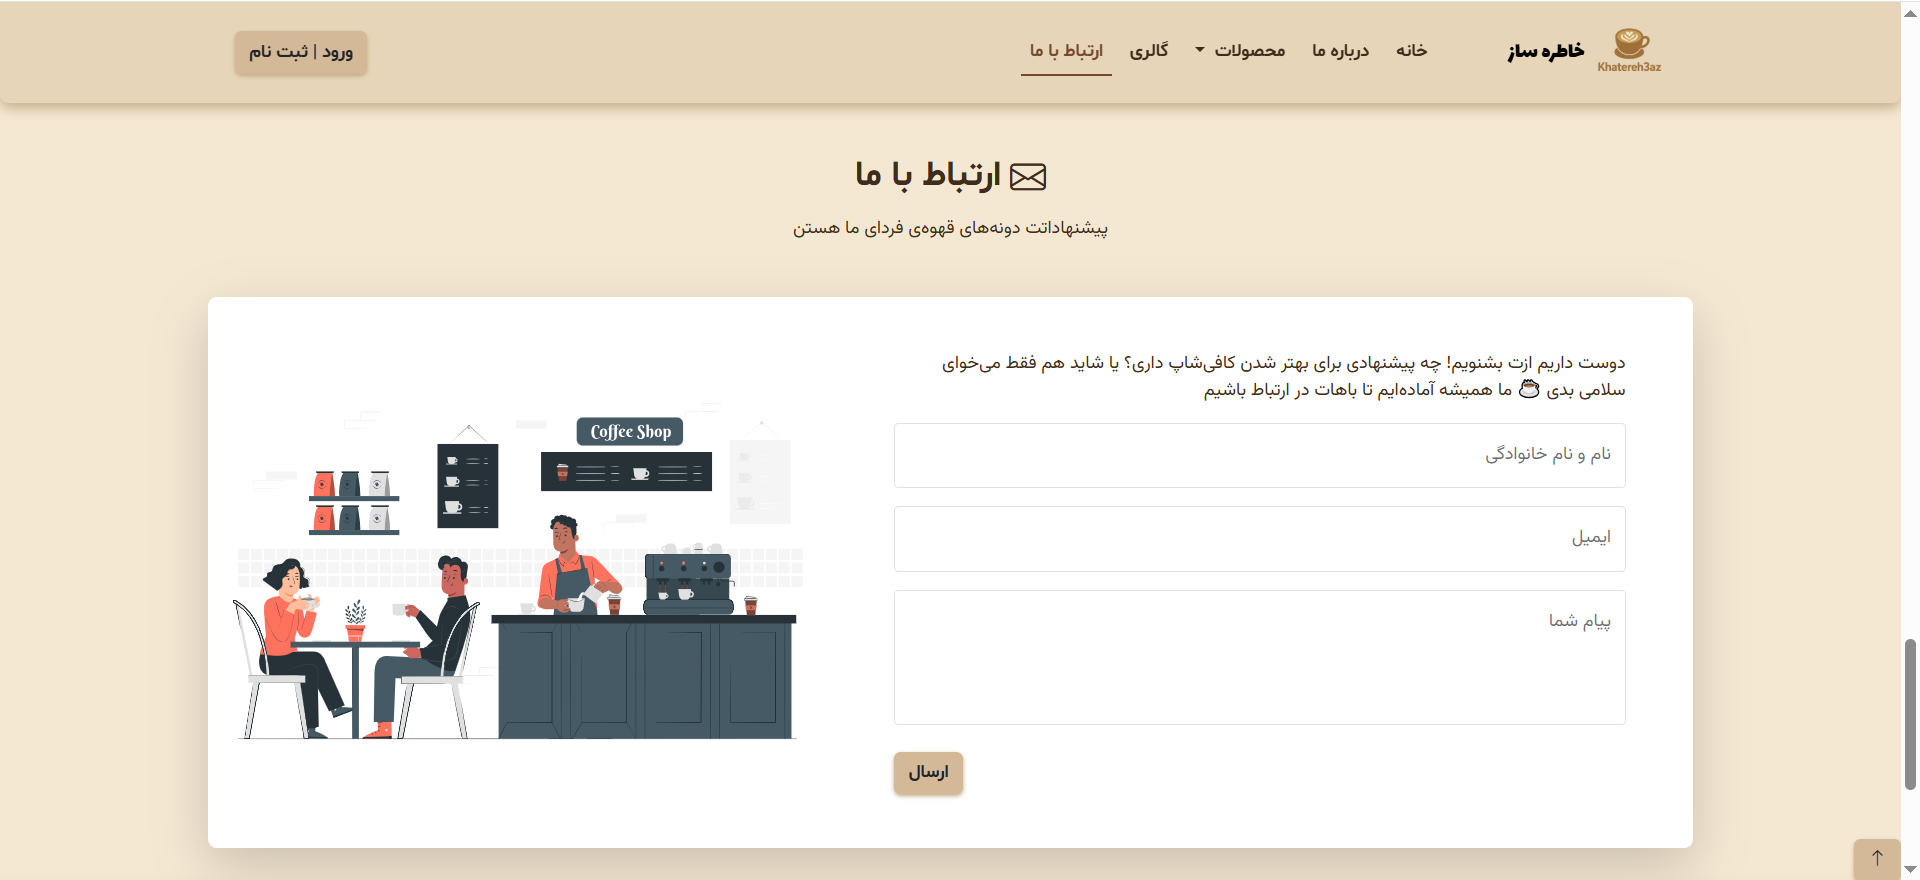 Khatereh3az
خاطره ساز
خانه
درباره ما
محصولات
گالری
ارتباط با ما
ورود | ثبت نام
ارتباط با ما
پیشنهاداتت دونه‌های قهوه‌ی فردای ما هستن
دوست داریم ازت بشنویم! چه پیشنهادی برای بهتر شدن کافی‌شاپ داری؟ یا شاید هم فقط می‌خوای
سلامی بدی ☕ ما همیشه آماده‌ایم تا باهات در ارتباط باشیم
نام و نام خانوادگی
ایمیل
پیام شما
ارسال
Coffee Shop